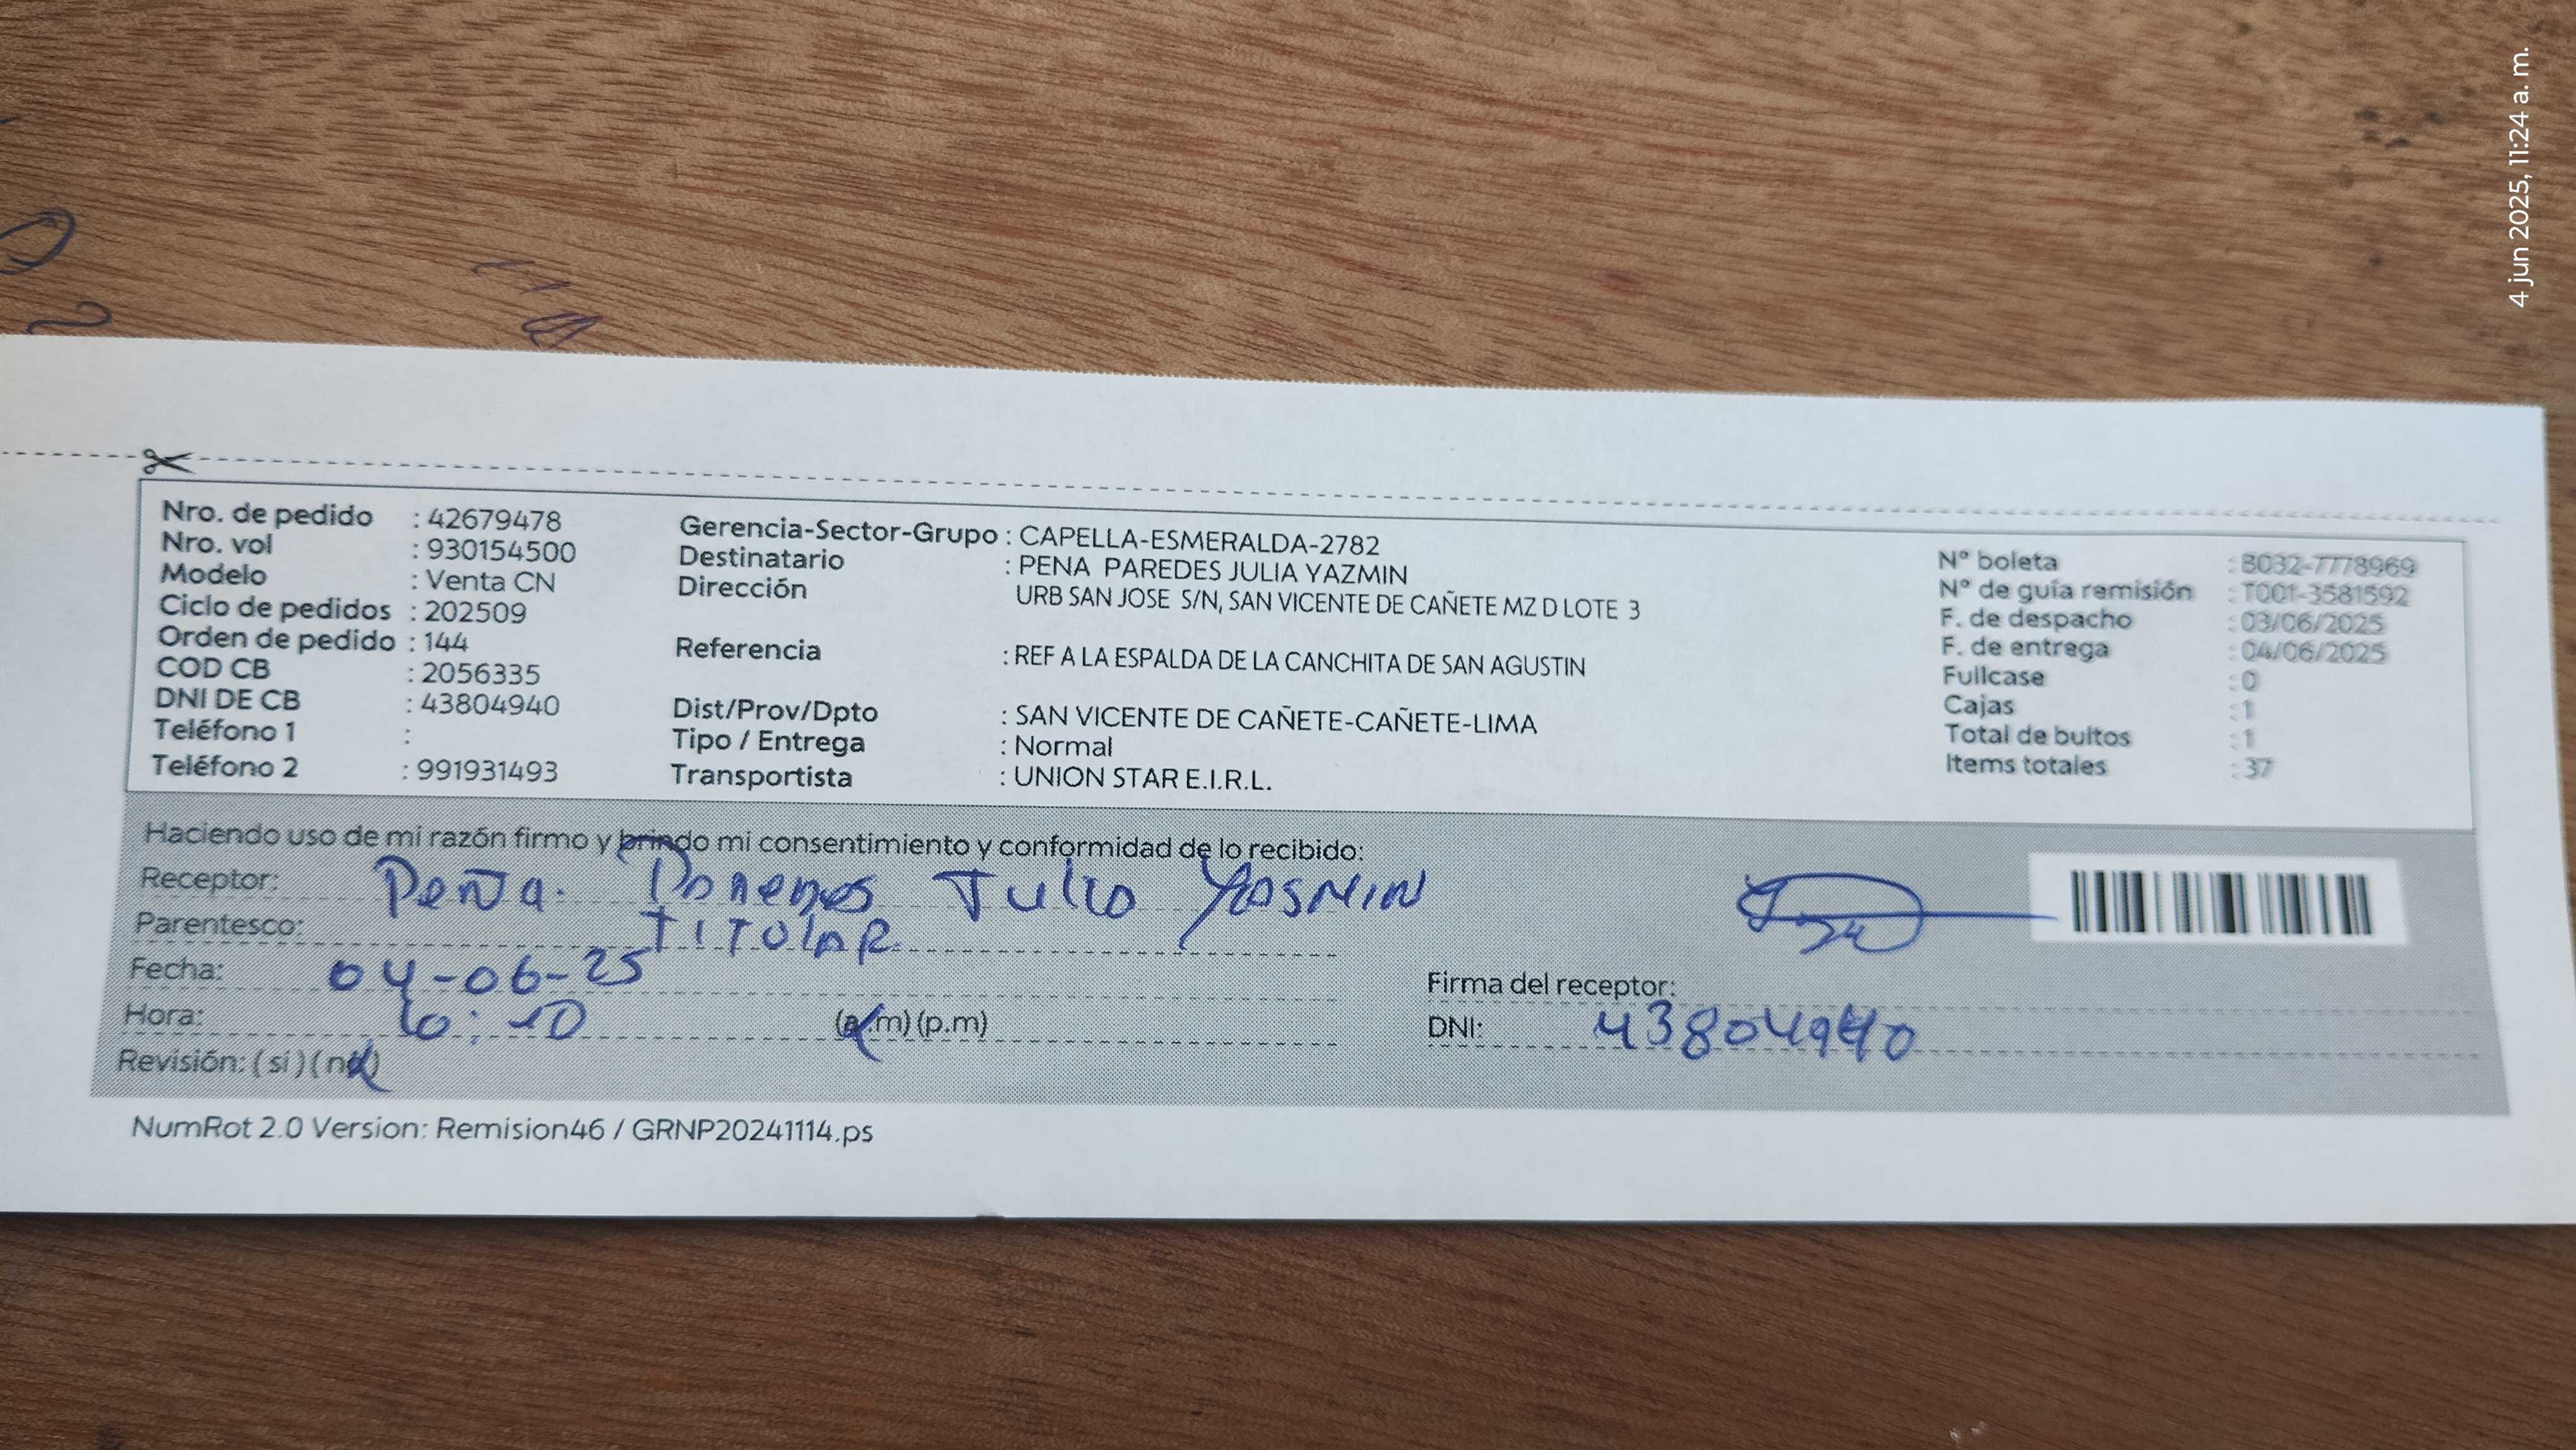 4 jun 2025, 11:24 a. m.
Nro. de pedido : 42679478
Nro. vol : 930154500
Modelo : Venta CN
Ciclo de pedidos : 202509
Orden de pedido : 144
COD CB : 2056335
DNI DE CB : 43804940
Teléfono 1 :
Teléfono 2 : 991931493
Gerencia-Sector-Grupo : CAPELLA-ESMERALDA-2782
Destinatario : PENA PAREDES JULIA YAZMIN
Dirección
URB SAN JOSE S/N, SAN VICENTE DE CAÑETE MZ D LOTE 3
Referencia : REF A LA ESPALDA DE LA CANCHITA DE SAN AGUSTIN
Dist/Prov/Dpto : SAN VICENTE DE CAÑETE-CAÑETE-LIMA
Tipo / Entrega : Normal
Transportista : UNION STAR E.I.R.L.
N° boleta : B032-7778969
N° de guía remisión : T001-3581592
F. de despacho : 03/06/2025
F. de entrega : 04/06/2025
Fullcase : 0
Cajas : 1
Total de bultos : 1
Items totales : 37
Haciendo uso de mi razón firmo y brindo mi consentimiento y conformidad de lo recibido:
Receptor: Peña. Julia YASMIN
Parentesco: TITULAR
Fecha: 04-06-25
Hora: 10:10 (a.m) (p.m)
Revisión: (si) (no)
Firma del receptor:
DNI: 43804940
NumRot 2.0 Version: Remision46 / GRNP20241114.ps